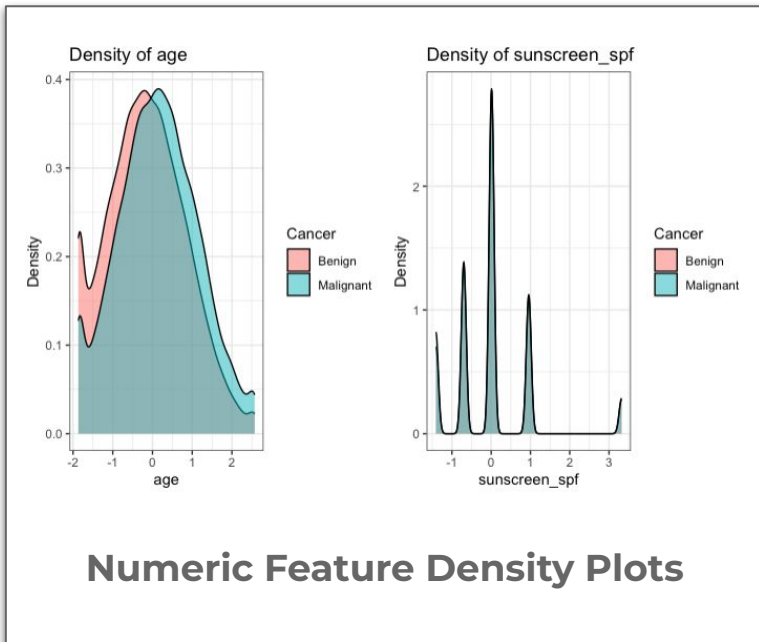 Density of age
0.4
0.3
0.2
0.1
0.0
Density
-2 -1 0 1 2
age
Cancer
Benign
Malignant
Density of sunscreen_spf
2
1
0
Density
-1 0 1 2 3
sunscreen_spf
Cancer
Benign
Malignant
Numeric Feature Density Plots